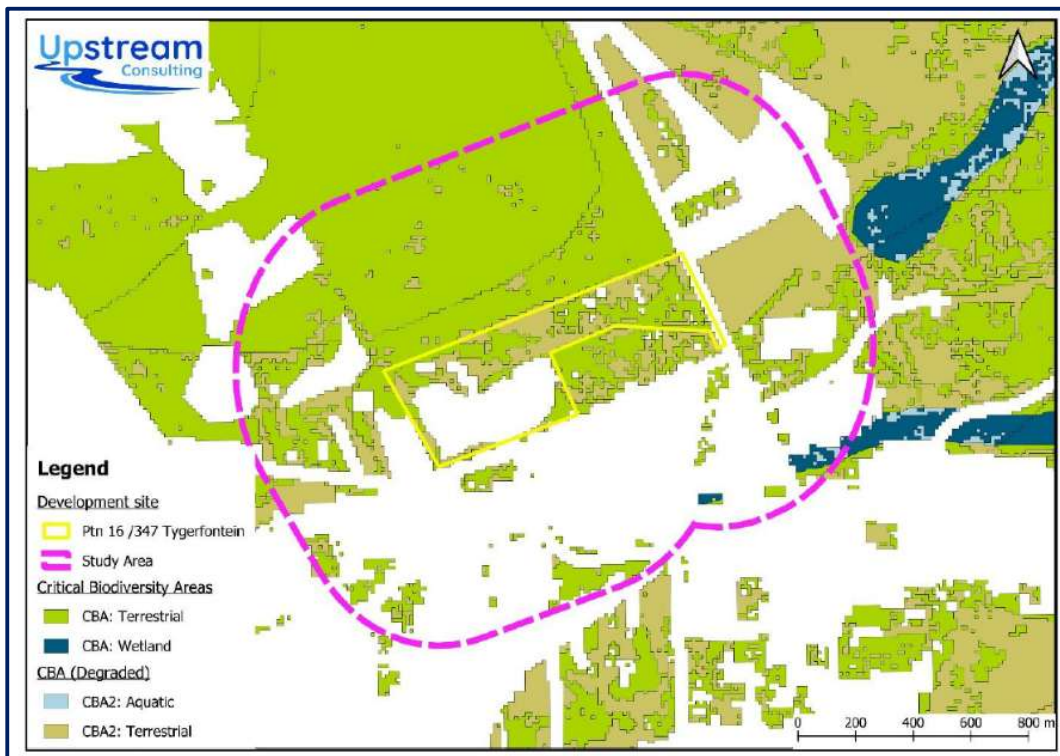 Upstream
Consulting
Legend
Development site
Ptn 16 /347 Tygerfontein
Study Area
Critical Biodiversity Areas
CBA: Terrestrial
CBA: Wetland
CBA (Degraded)
CBA2: Aquatic
CBA2: Terrestrial
0 200 400 600 800 m